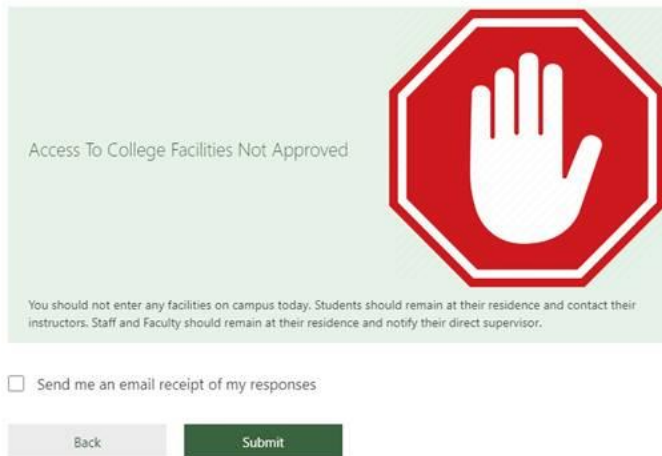 Access To College Facilities Not Approved
You should not enter any facilities on campus today. Students should remain at their residence and contact their
instructors. Staff and Faculty should remain at their residence and notify their direct supervisor.
Send me an email receipt of my responses
Back
Submit